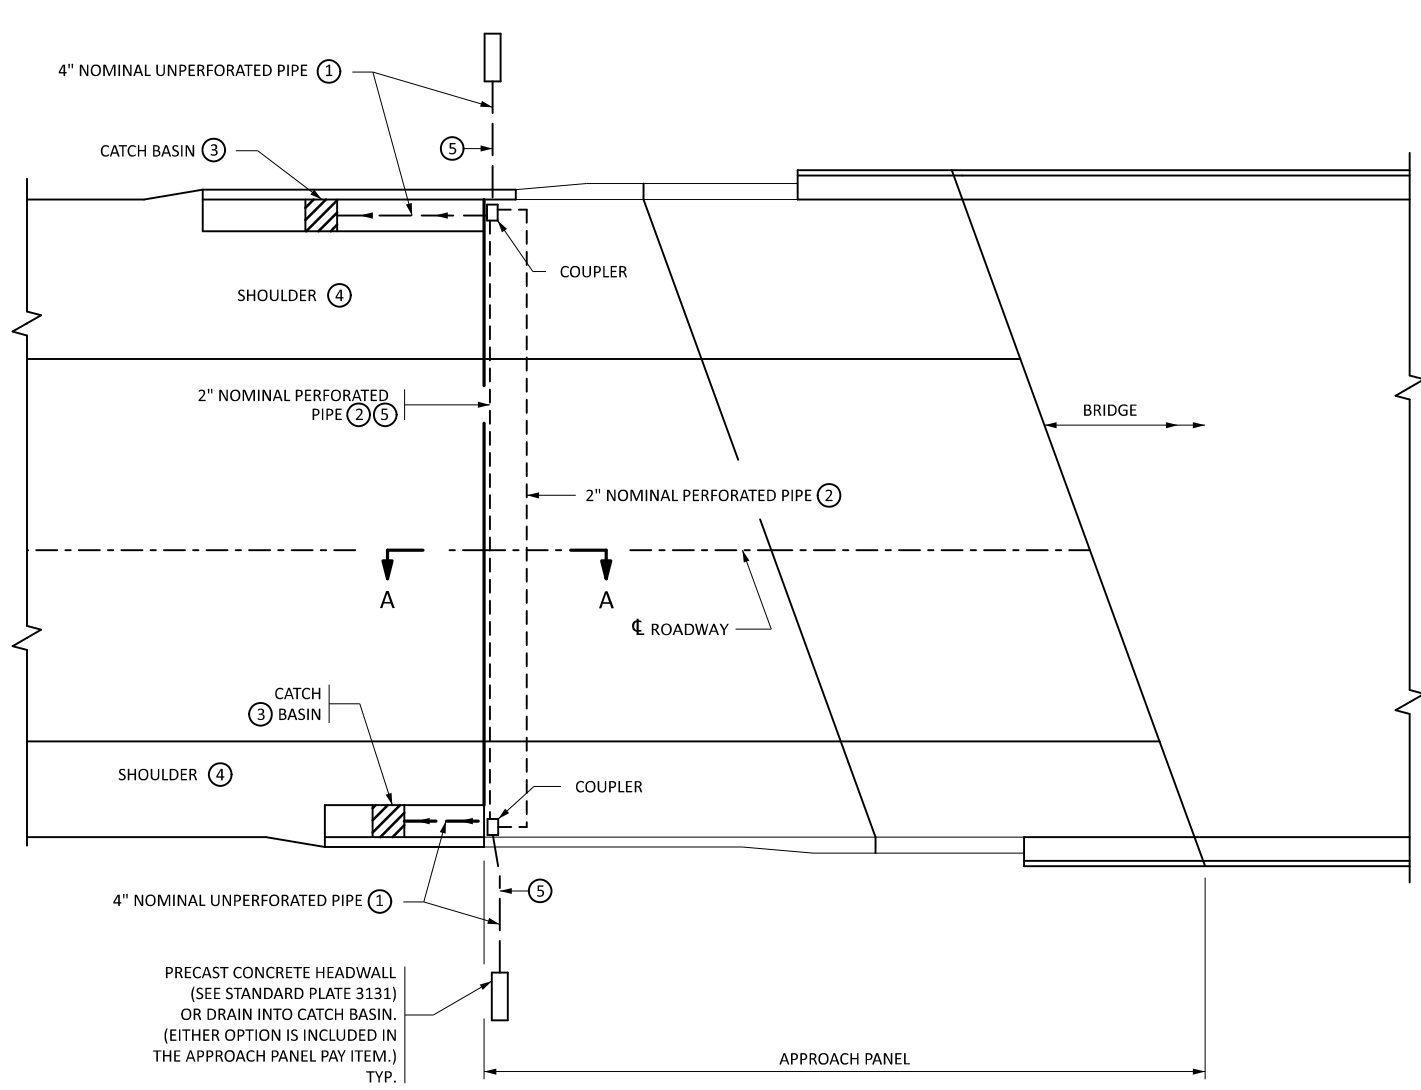 4" NOMINAL UNPERFORATED PIPE 1
5
CATCH BASIN 3
COUPLER
SHOULDER 4
2" NOMINAL PERFORATED
PIPE 2 5
BRIDGE
2" NOMINAL PERFORATED PIPE 2
A A
℄ ROADWAY
CATCH
3 BASIN
SHOULDER 4
COUPLER
5
4" NOMINAL UNPERFORATED PIPE 1
PRECAST CONCRETE HEADWALL
(SEE STANDARD PLATE 3131)
OR DRAIN INTO CATCH BASIN.
(EITHER OPTION IS INCLUDED IN
THE APPROACH PANEL PAY ITEM.)
TYP.
APPROACH PANEL